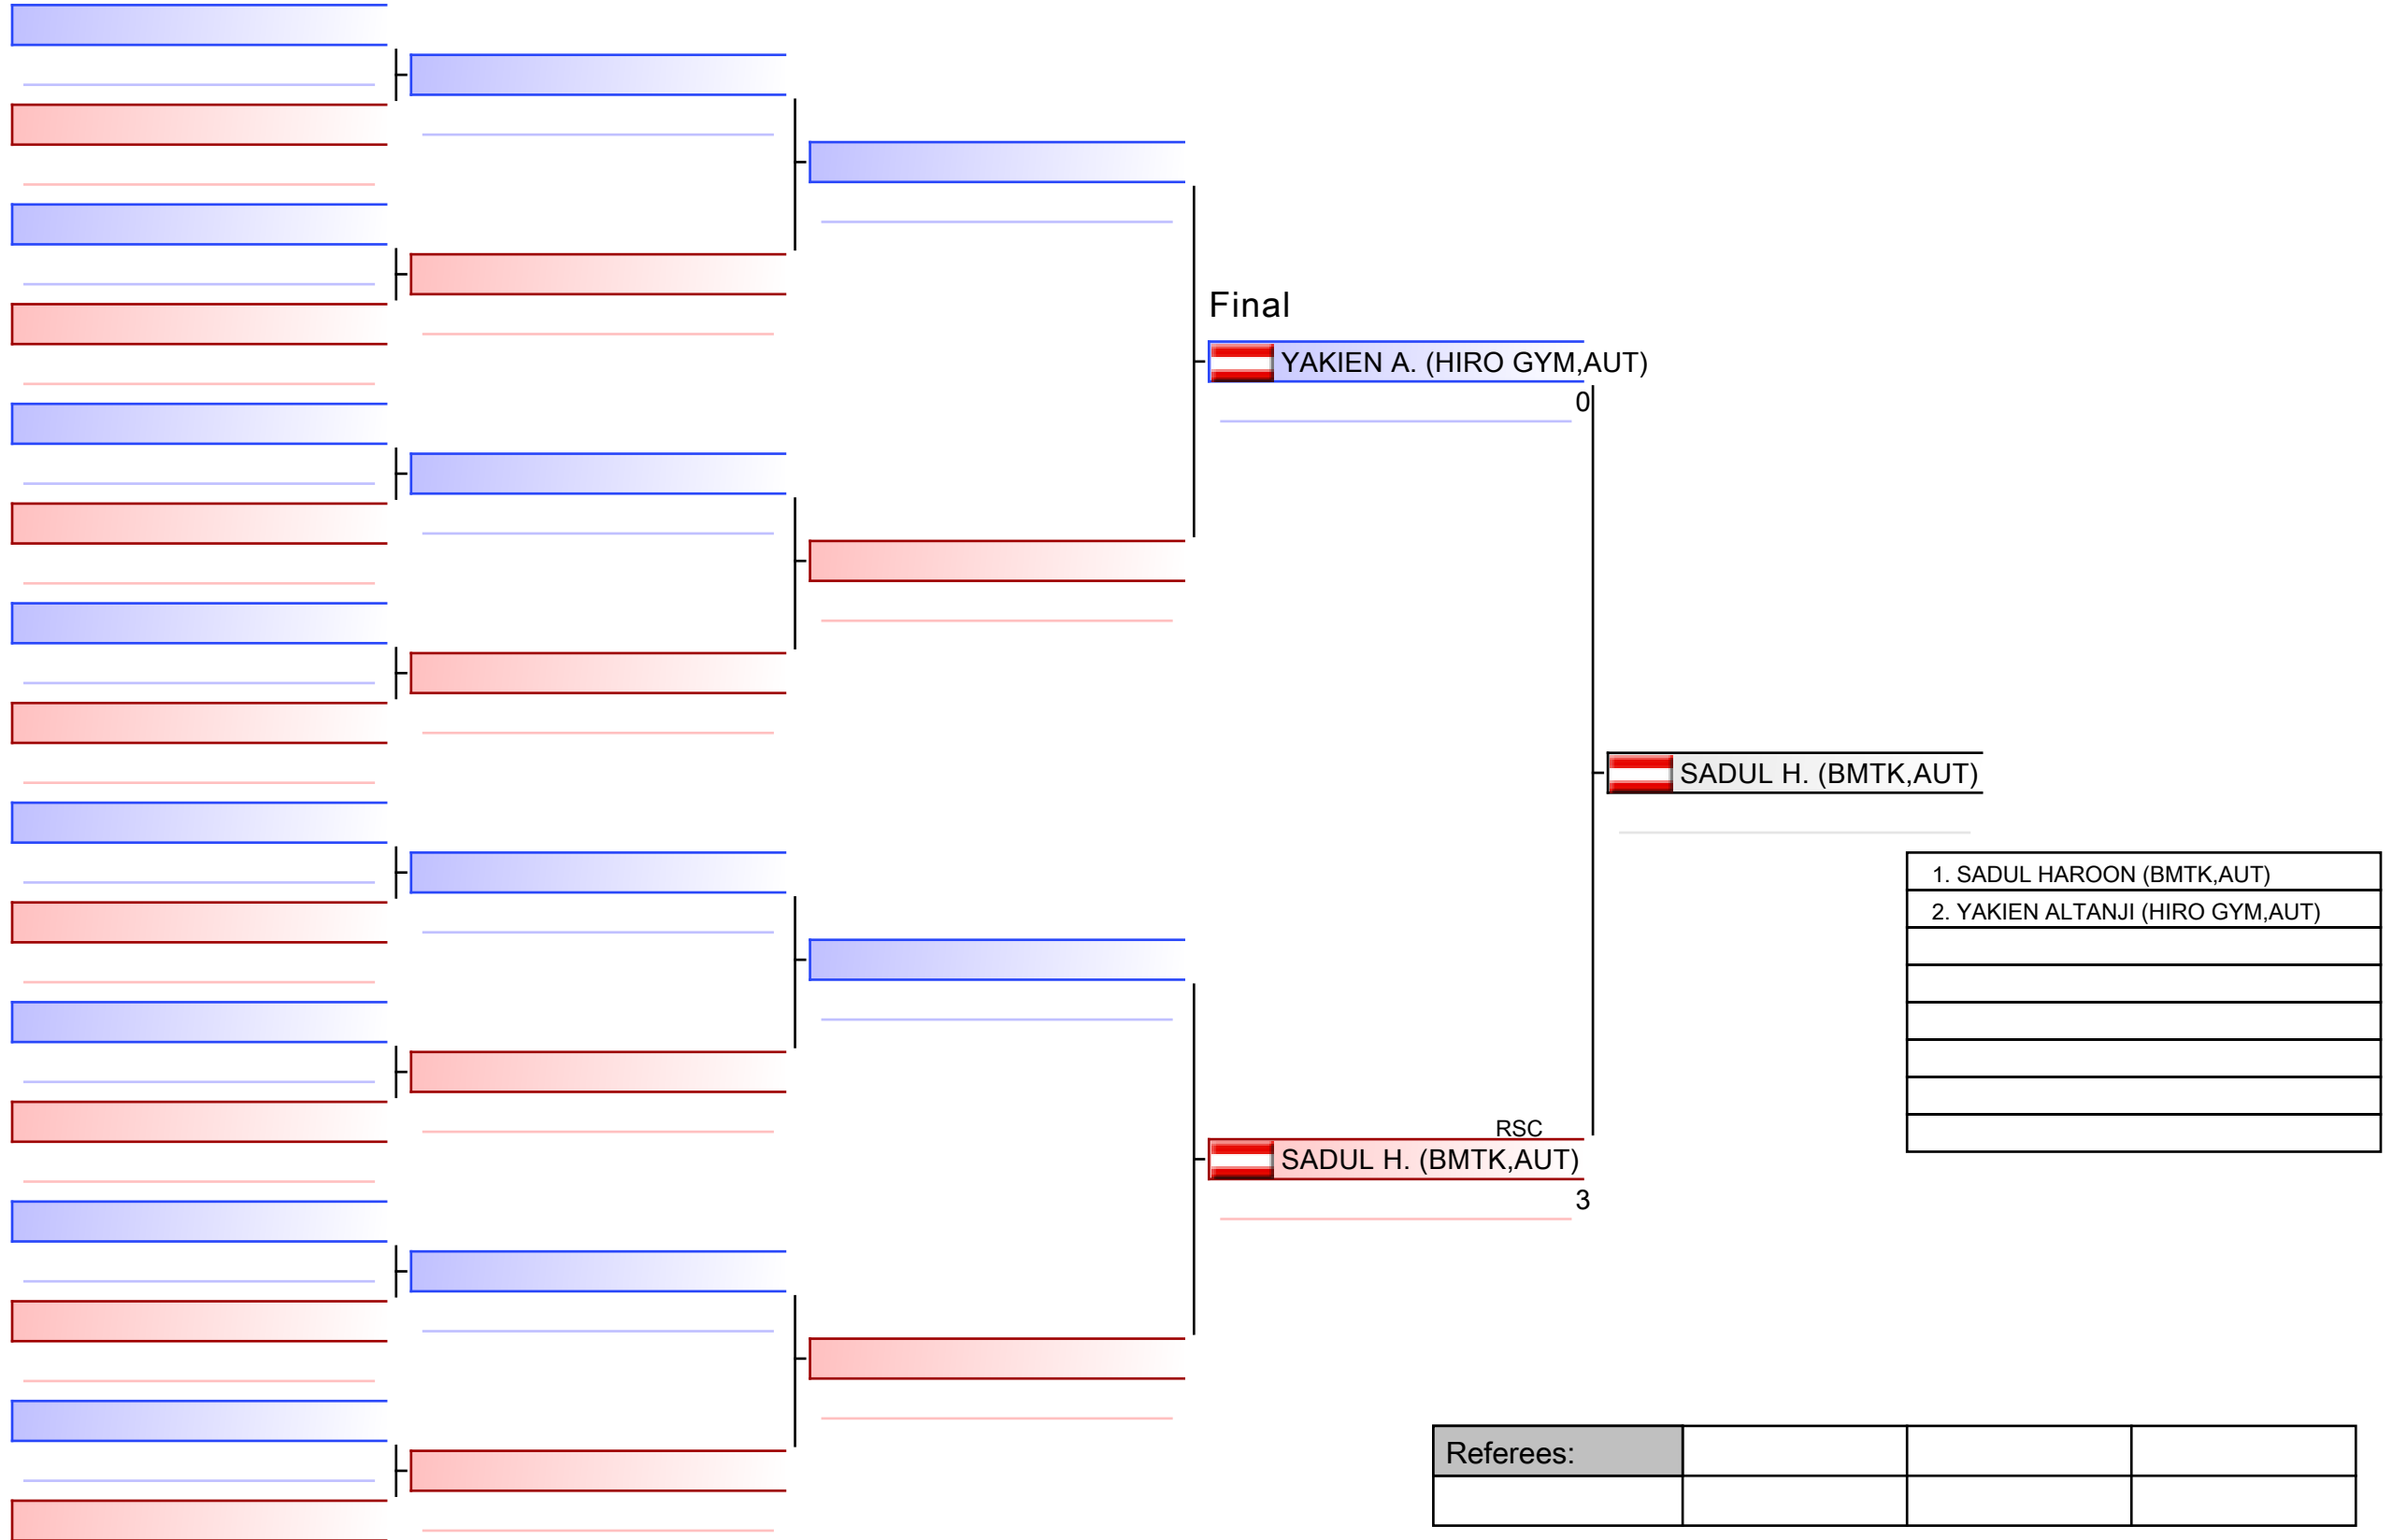 Final
YAKIEN A. (HIRO GYM,AUT)
0
SADUL H. (BMTK,AUT)
1. SADUL HAROON (BMTK,AUT)
2. YAKIEN ALTANJI (HIRO GYM,AUT)
RSC
SADUL H. (BMTK,AUT)
3
Referees: